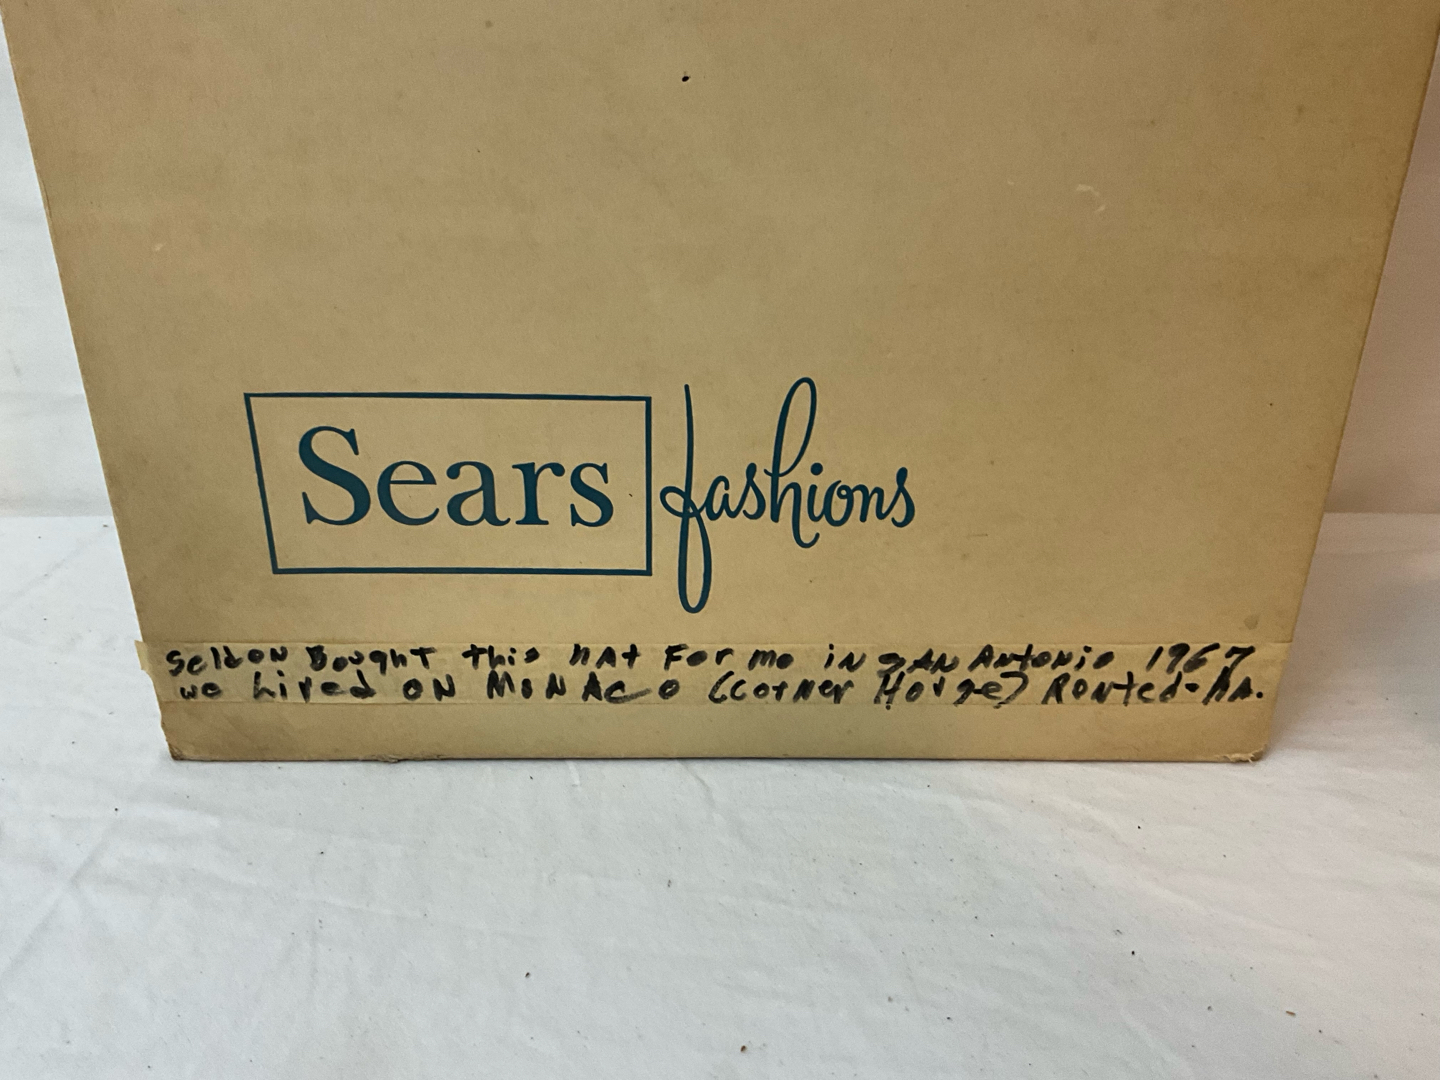 Sears fashions
Seldon Bought this hAt For me iN SAN ANtonio 1967
we Lived ON MoNAco (Corner House) Rented-